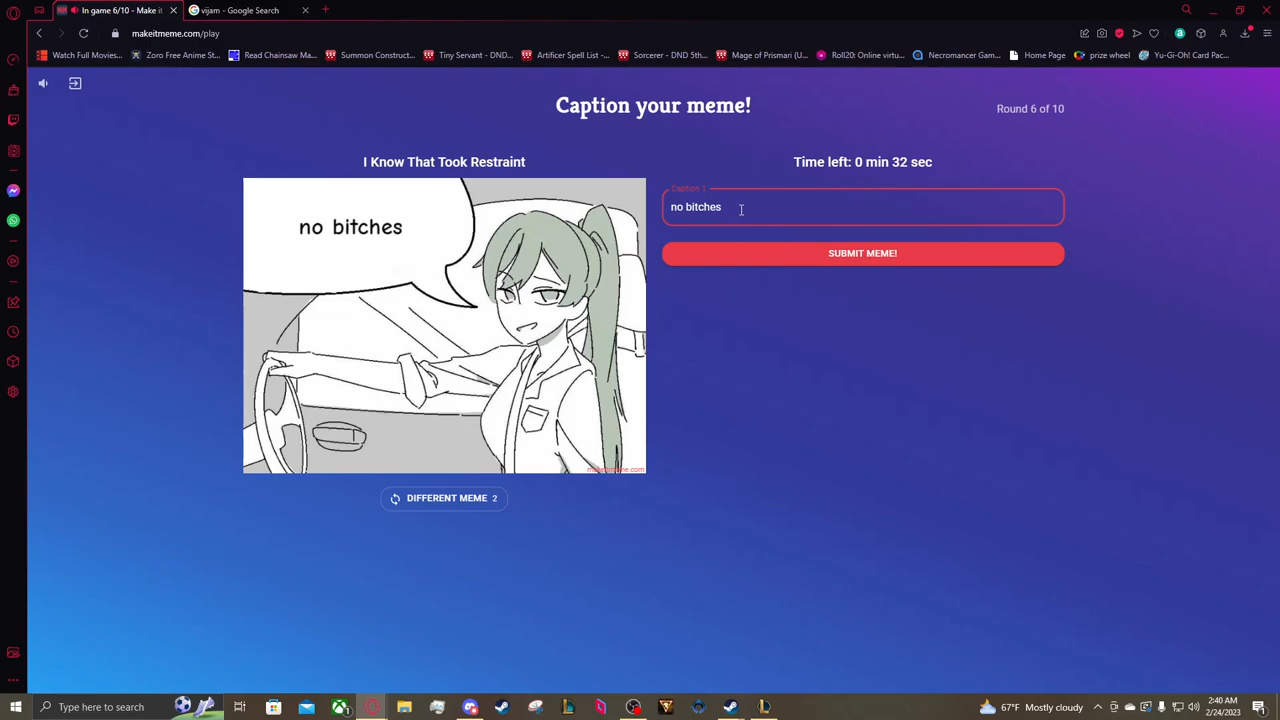 In game 6/10 - Make it
vijam - Google Search
makeitmeme.com/play
Watch Full Movies...
Zoro Free Anime St...
Read Chainsaw Ma...
Summon Construct...
Tiny Servant - DND...
Artificer Spell List -...
Sorcerer - DND 5th...
Mage of Prismari (U...
Roll20: Online virtu...
Necromancer Gam...
Home Page
prize wheel
Yu-Gi-Oh! Card Pac...
Caption your meme!
Round 6 of 10
I Know That Took Restraint
Time left: 0 min 32 sec
Caption 1
no bitches
no bitches
SUBMIT MEME!
makeitmeme.com
DIFFERENT MEME 2
Type here to search
1
67°F Mostly cloudy
2:40 AM
2/24/2023